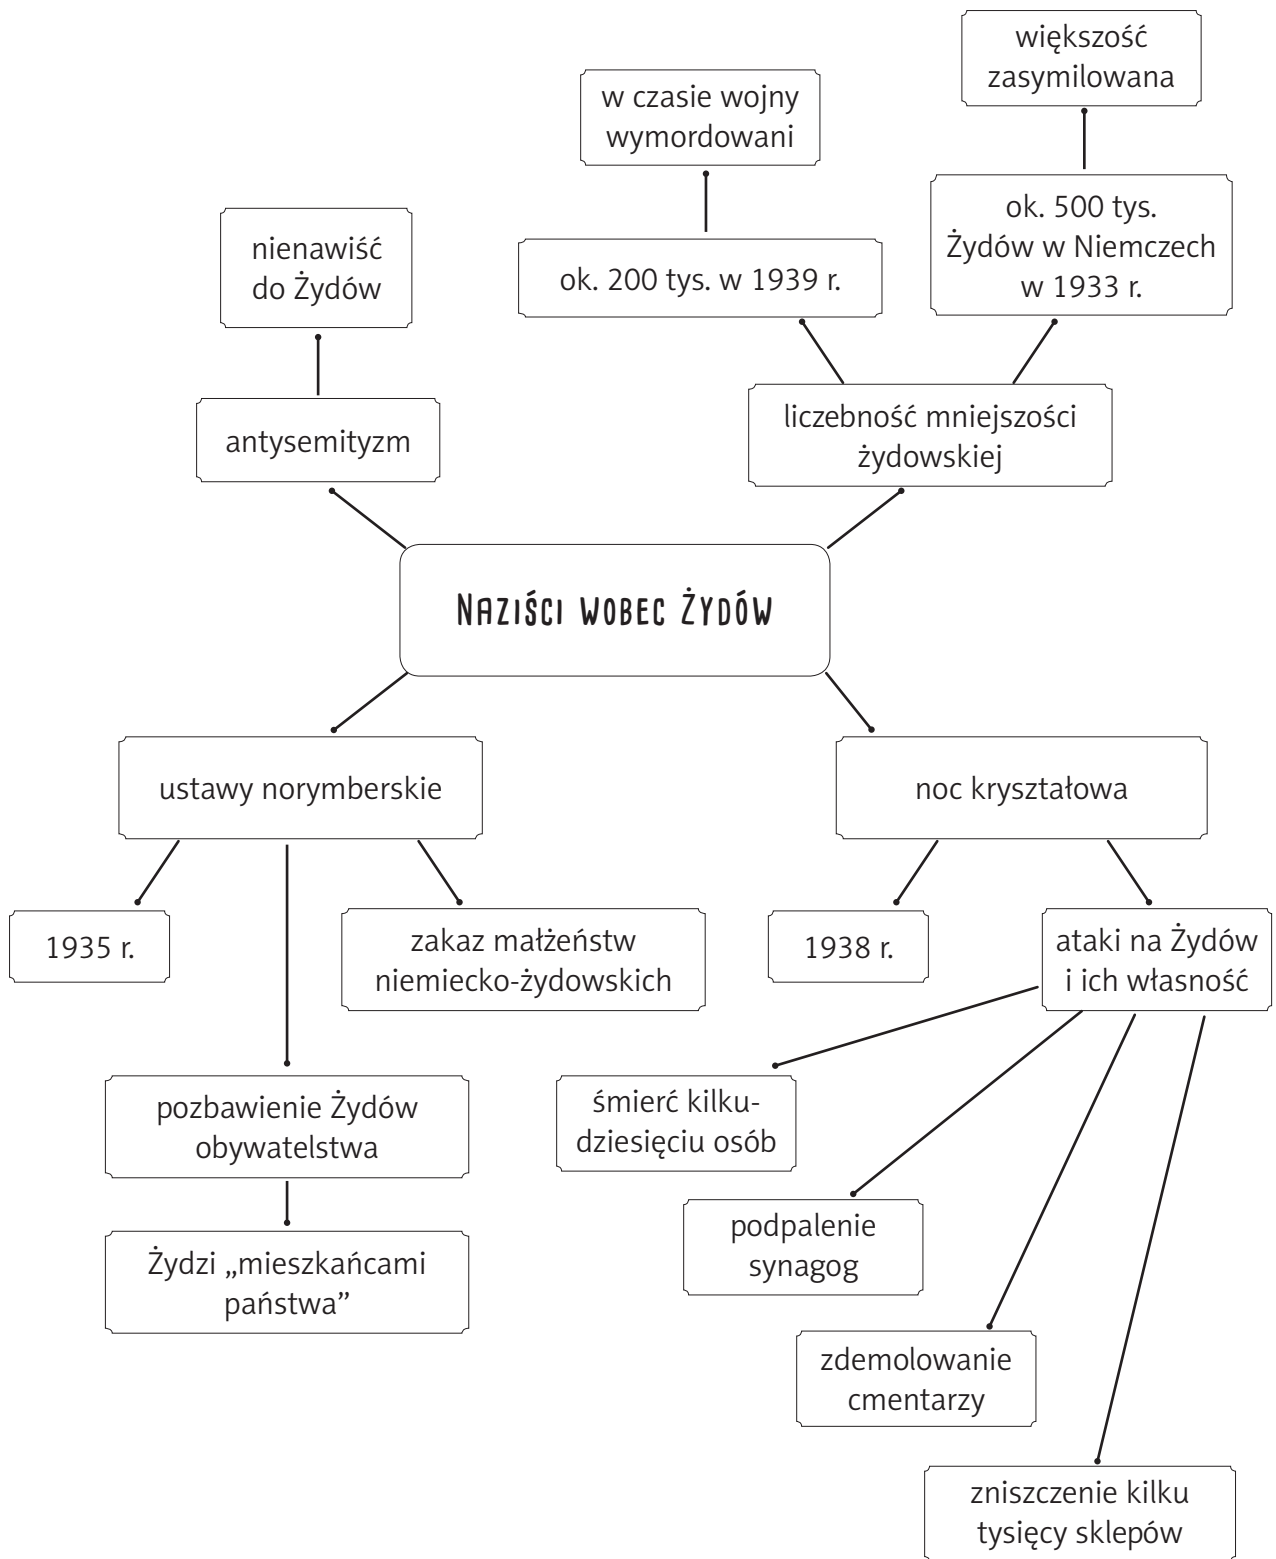 większość
zasymilowana
w czasie wojny
wymordowani
ok. 500 tys.
Żydów w Niemczech
w 1933 r.
nienawiść
do Żydów
ok. 200 tys. w 1939 r.
antysemityzm
liczebność mniejszości
żydowskiej
Naziści wobec Żydów
ustawy norymberskie
noc kryształowa
1935 r.
zakaz małżeństw
niemiecko-żydowskich
1938 r.
ataki na Żydów
i ich własność
pozbawienie Żydów
obywatelstwa
śmierć kilku-
dziesięciu osób
Żydzi „mieszkańcami
państwa”
podpalenie
synagog
zdemolowanie
cmentarzy
zniszczenie kilku
tysięcy sklepów